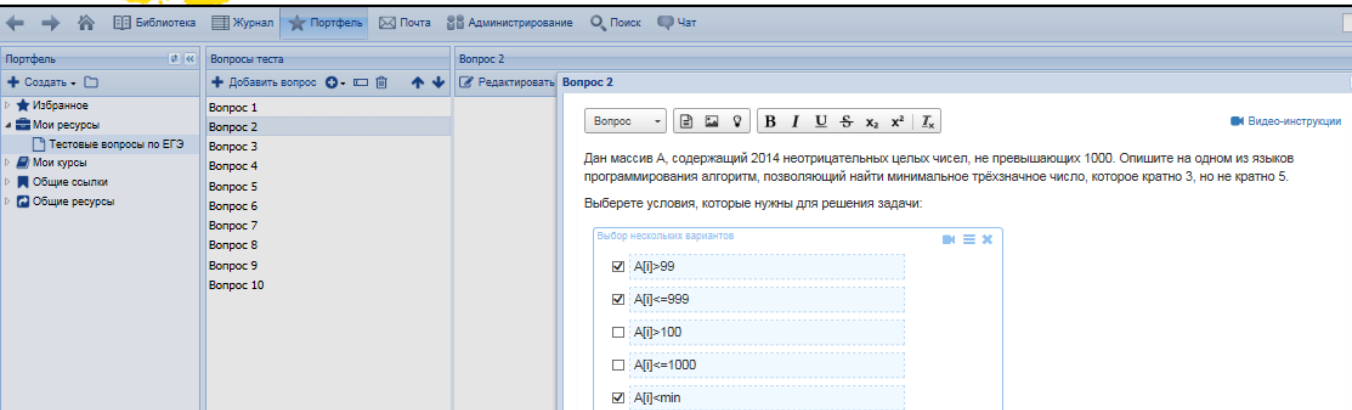 Библиотека Журнал Портфель Почта Администрирование Поиск Чат
Портфель
Создать
Избранное
Мои ресурсы
Тестовые вопросы по ЕГЭ
Мои курсы
Общие ссылки
Общие ресурсы
Вопросы теста
Добавить вопрос
Вопрос 1
Вопрос 2
Вопрос 3
Вопрос 4
Вопрос 5
Вопрос 6
Вопрос 7
Вопрос 8
Вопрос 9
Вопрос 10
Вопрос 2
Редактировать
Вопрос 2
Вопрос B I U S x₂ x² Ix
Видео-инструкции
Дан массив А, содержащий 2014 неотрицательных целых чисел, не превышающих 1000. Опишите на одном из языков
программирования алгоритм, позволяющий найти минимальное трёхзначное число, которое кратно 3, но не кратно 5.
Выберете условия, которые нужны для решения задачи:
Выбор нескольких вариантов
A[i]>99
A[i]<=999
A[i]>100
A[i]<=1000
A[i]<min